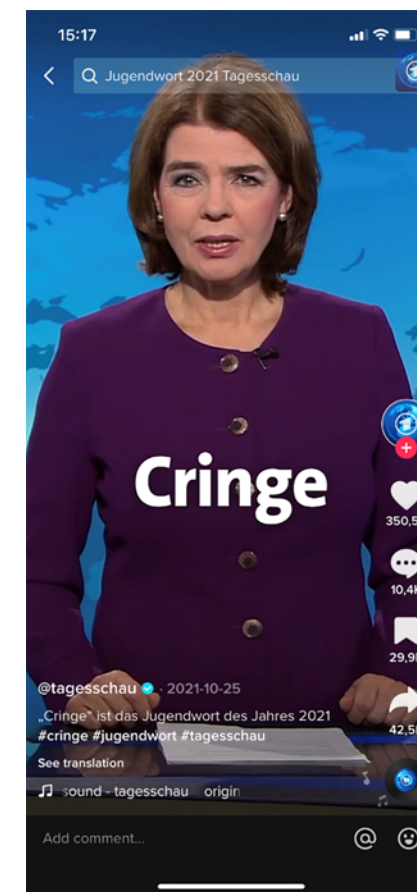 15:17
Jugendwort 2021 Tagesschau
Cringe
350,5
10,4K
29,9
42,5
@tagesschau · 2021-10-25
„Cringe“ ist das Jugendwort des Jahres 2021
#cringe #jugendwort #tagesschau
See translation
sound - tagesschau origin
Add comment...